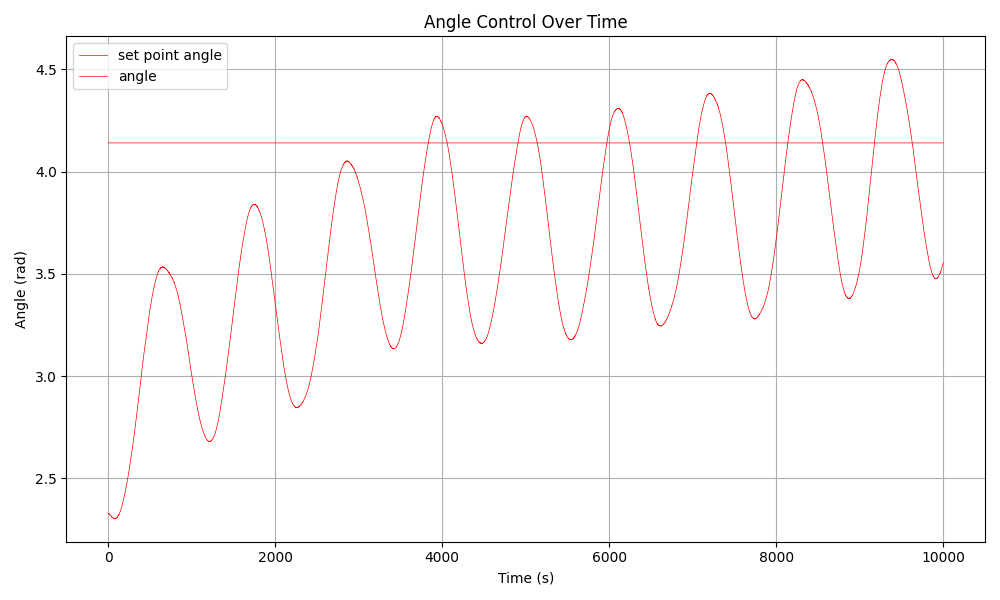 Angle Control Over Time
set point angle
angle
4.5
4.0
3.5
3.0
2.5
Angle (rad)
0 2000 4000 6000 8000 10000
Time (s)